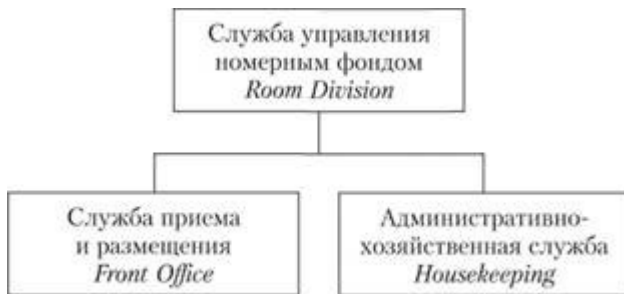 Служба управления
номерным фондом
Room Division
Служба приема
и размещения
Front Office
Административно-
хозяйственная служба
Housekeeping